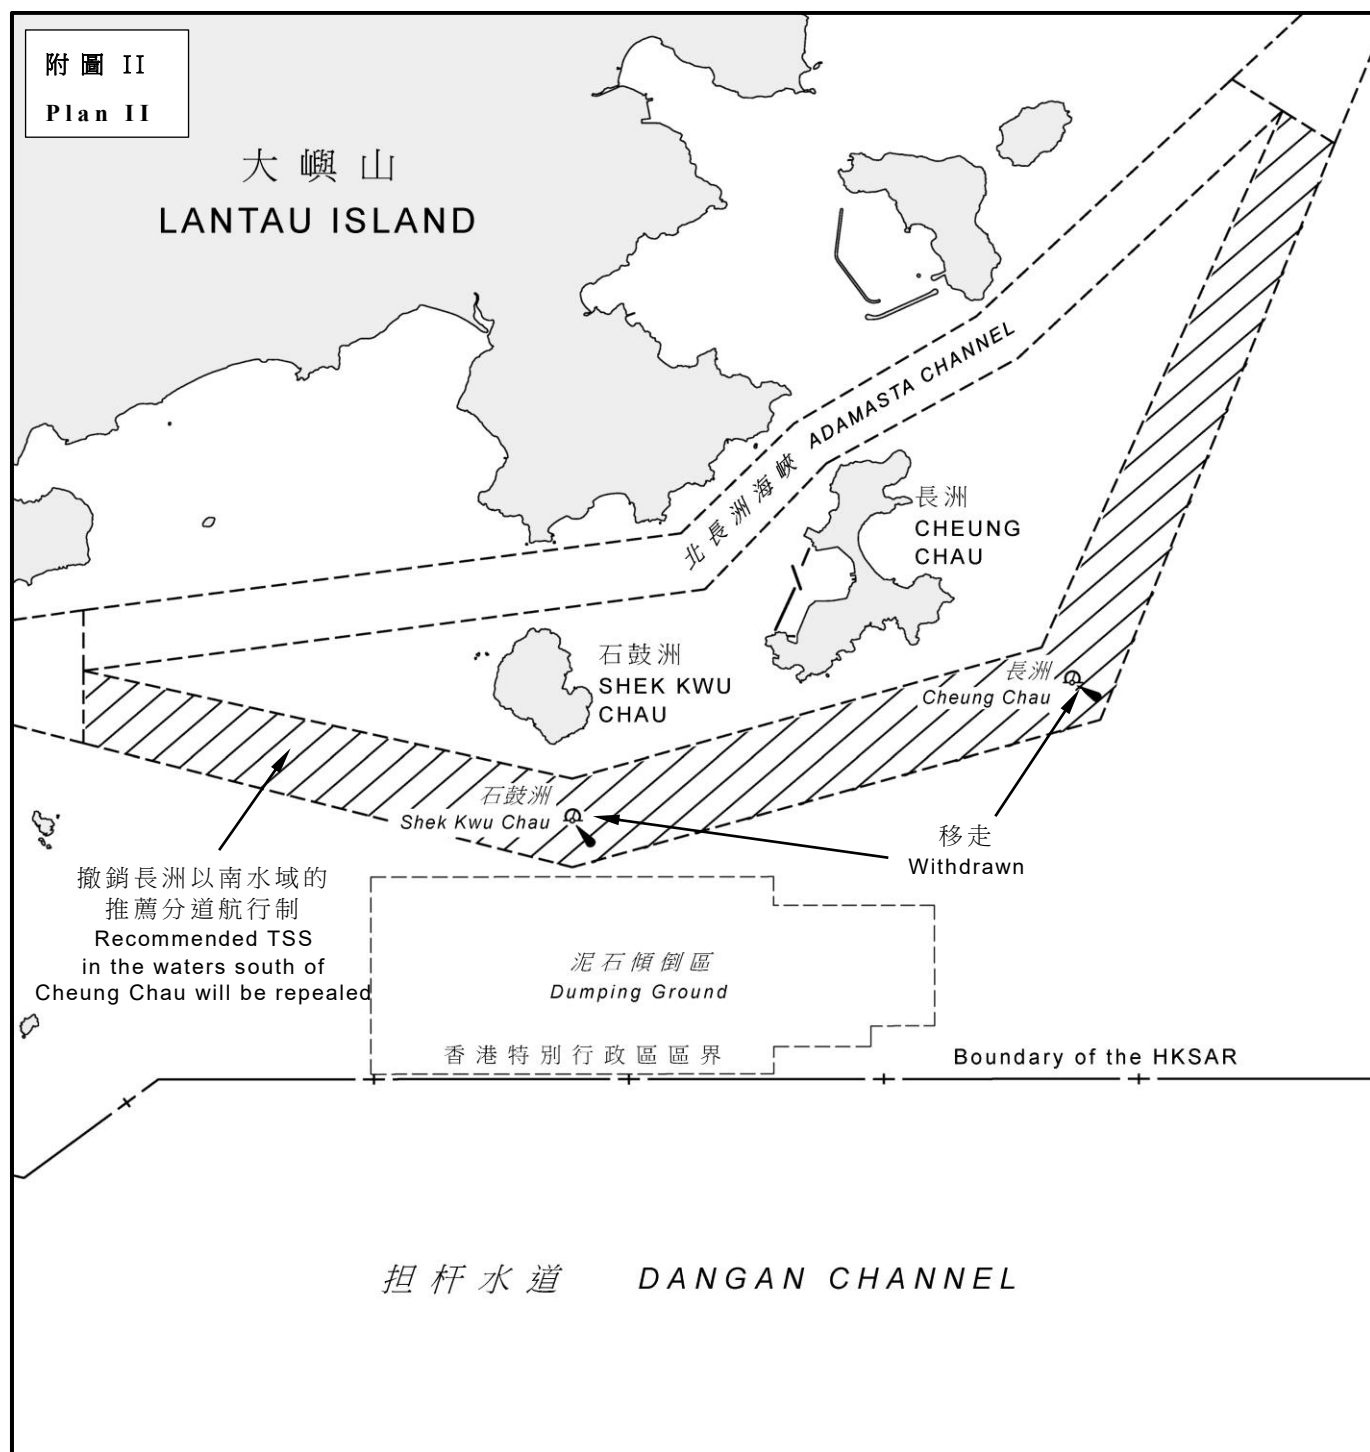 附圖 II
Plan II
大嶼山
LANTAU ISLAND
北長洲海峽 ADAMASTA CHANNEL
長洲
CHEUNG
CHAU
石鼓洲
SHEK KWU
CHAU
長洲
Cheung Chau
石鼓洲
Shek Kwu Chau
移走
Withdrawn
撤銷長洲以南水域的
推薦分道航行制
Recommended TSS
in the waters south of
Cheung Chau will be repealed
泥石傾倒區
Dumping Ground
香港特別行政區區界
Boundary of the HKSAR
担杆水道 DANGAN CHANNEL